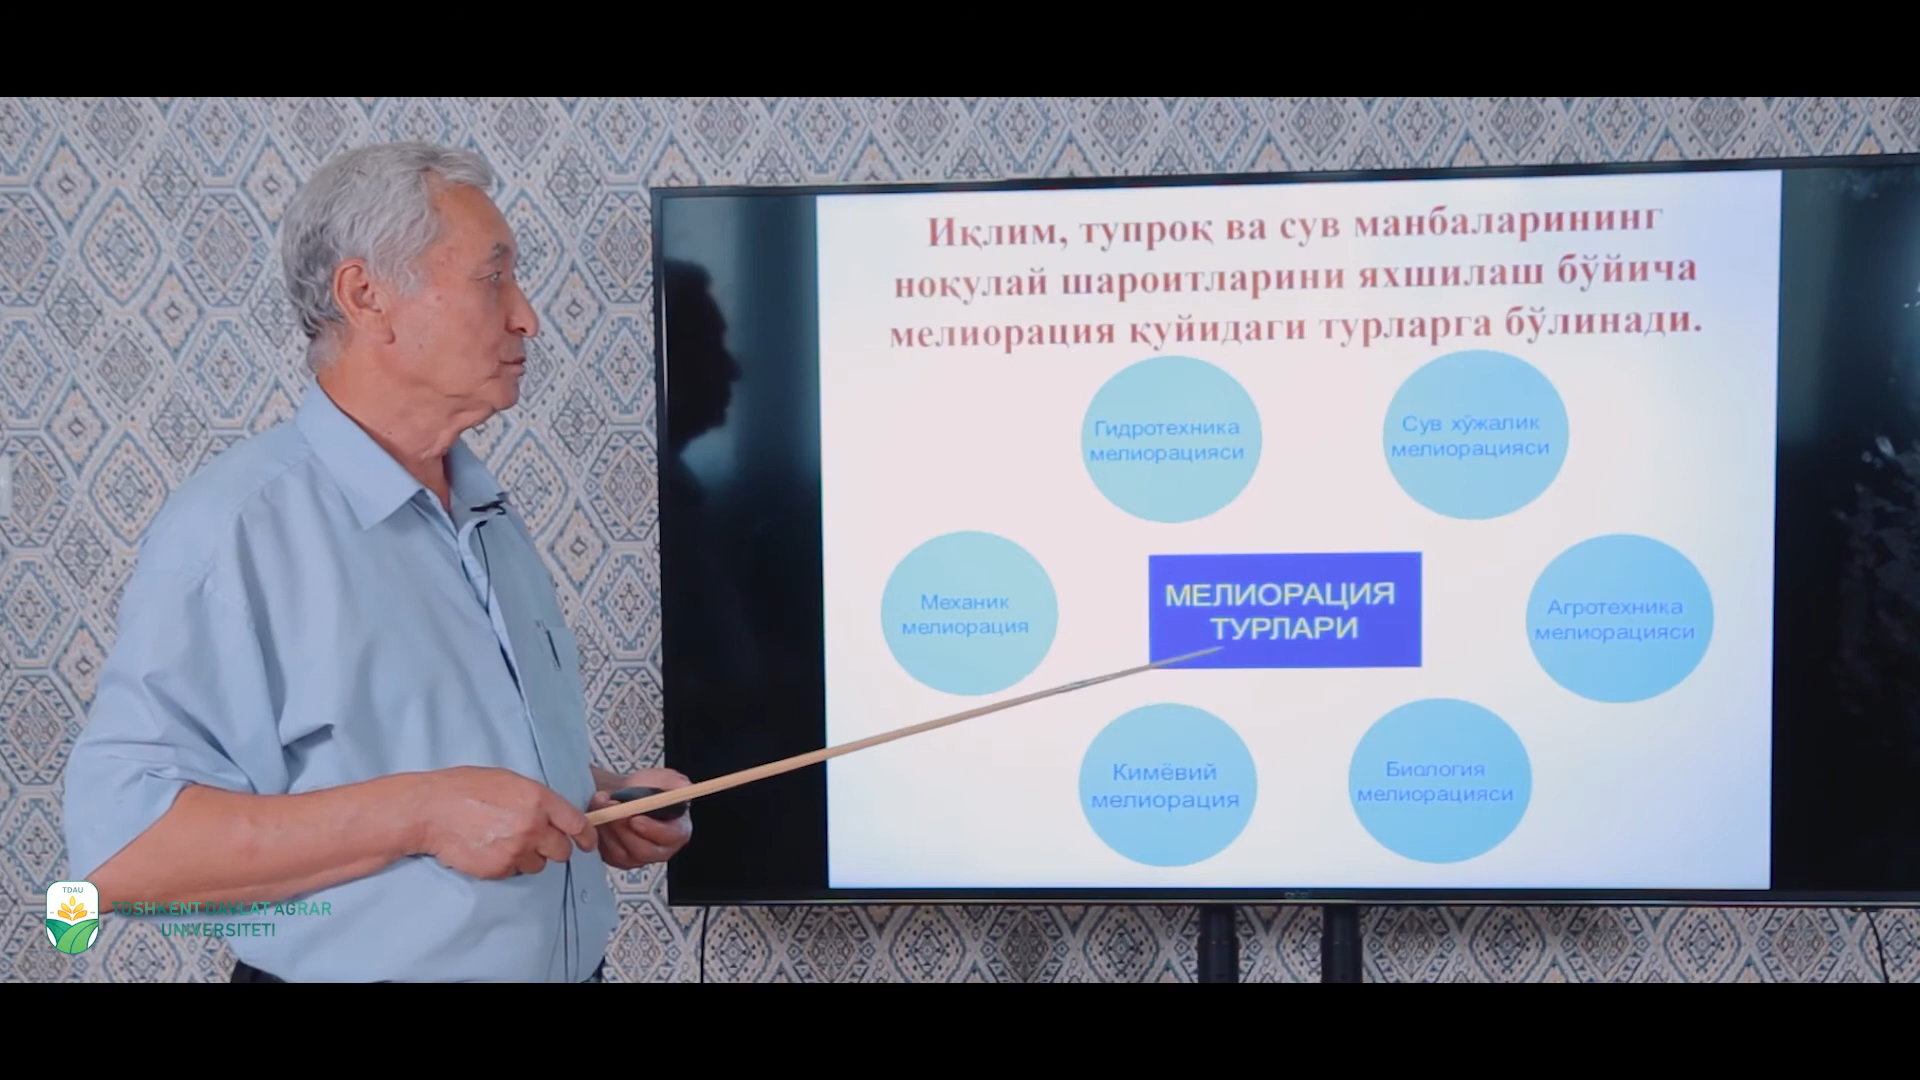 Иқлим, тупроқ ва сув манбаларининг
ноқулай шароитларини яхшилаш бўйича
мелиорация қуйидаги турларга бўлинади.
Гидротехника
мелиорацияси
Сув хўжалик
мелиорацияси
Механик
мелиорация
МЕЛИОРАЦИЯ
ТУРЛАРИ
Агротехника
мелиорацияси
Кимёвий
мелиорация
Биология
мелиорацияси
TDAU
TOSHKENT DAVLAT AGRAR
UNIVERSITETI